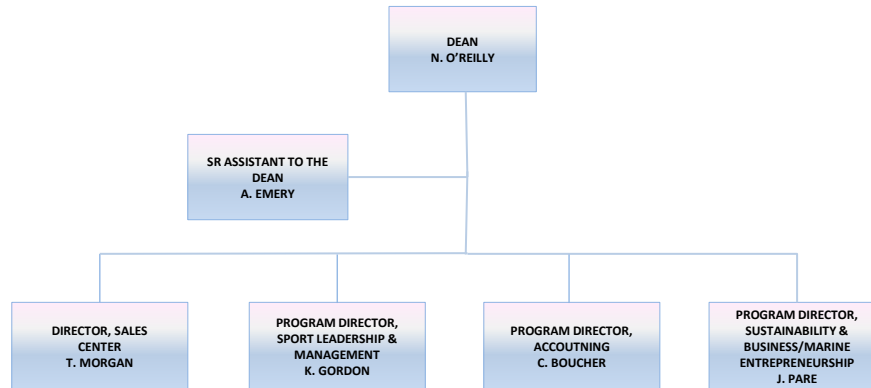 DEAN
N. O’REILLY
SR ASSISTANT TO THE
DEAN
A. EMERY
DIRECTOR, SALES
CENTER
T. MORGAN
PROGRAM DIRECTOR,
SPORT LEADERSHIP &
MANAGEMENT
K. GORDON
PROGRAM DIRECTOR,
ACCOUTNING
C. BOUCHER
PROGRAM DIRECTOR,
SUSTAINABILITY &
BUSINESS/MARINE
ENTREPRENEURSHIP
J. PARE